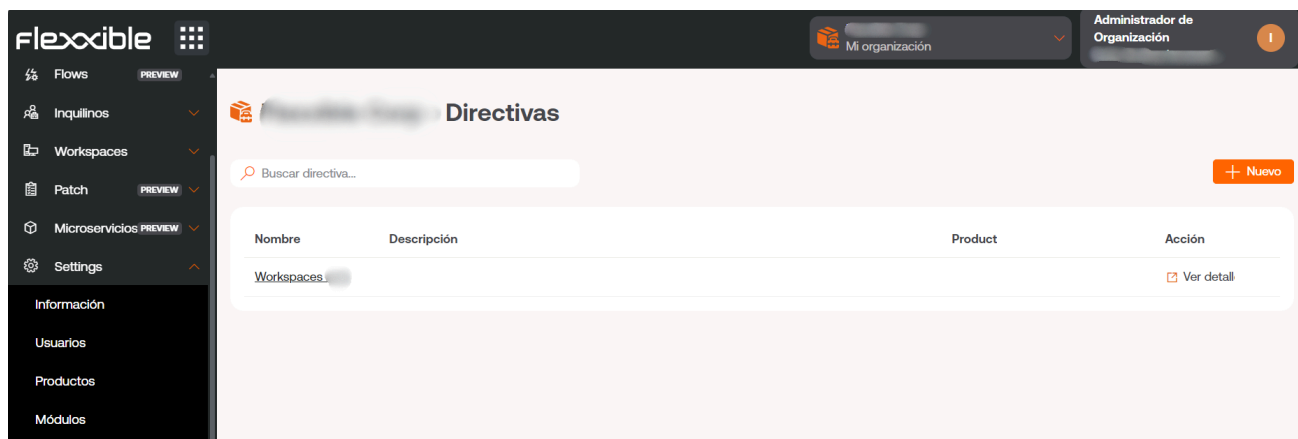 Flexxible
Mi organización
Administrador de
Organización
I
Flows PREVIEW
Inquilinos
Workspaces
Patch PREVIEW
Microservicios PREVIEW
Settings
Información
Usuarios
Productos
Módulos
Directivas
Buscar directiva...
Nuevo
Nombre Descripción Product Acción
Workspaces Ver detall